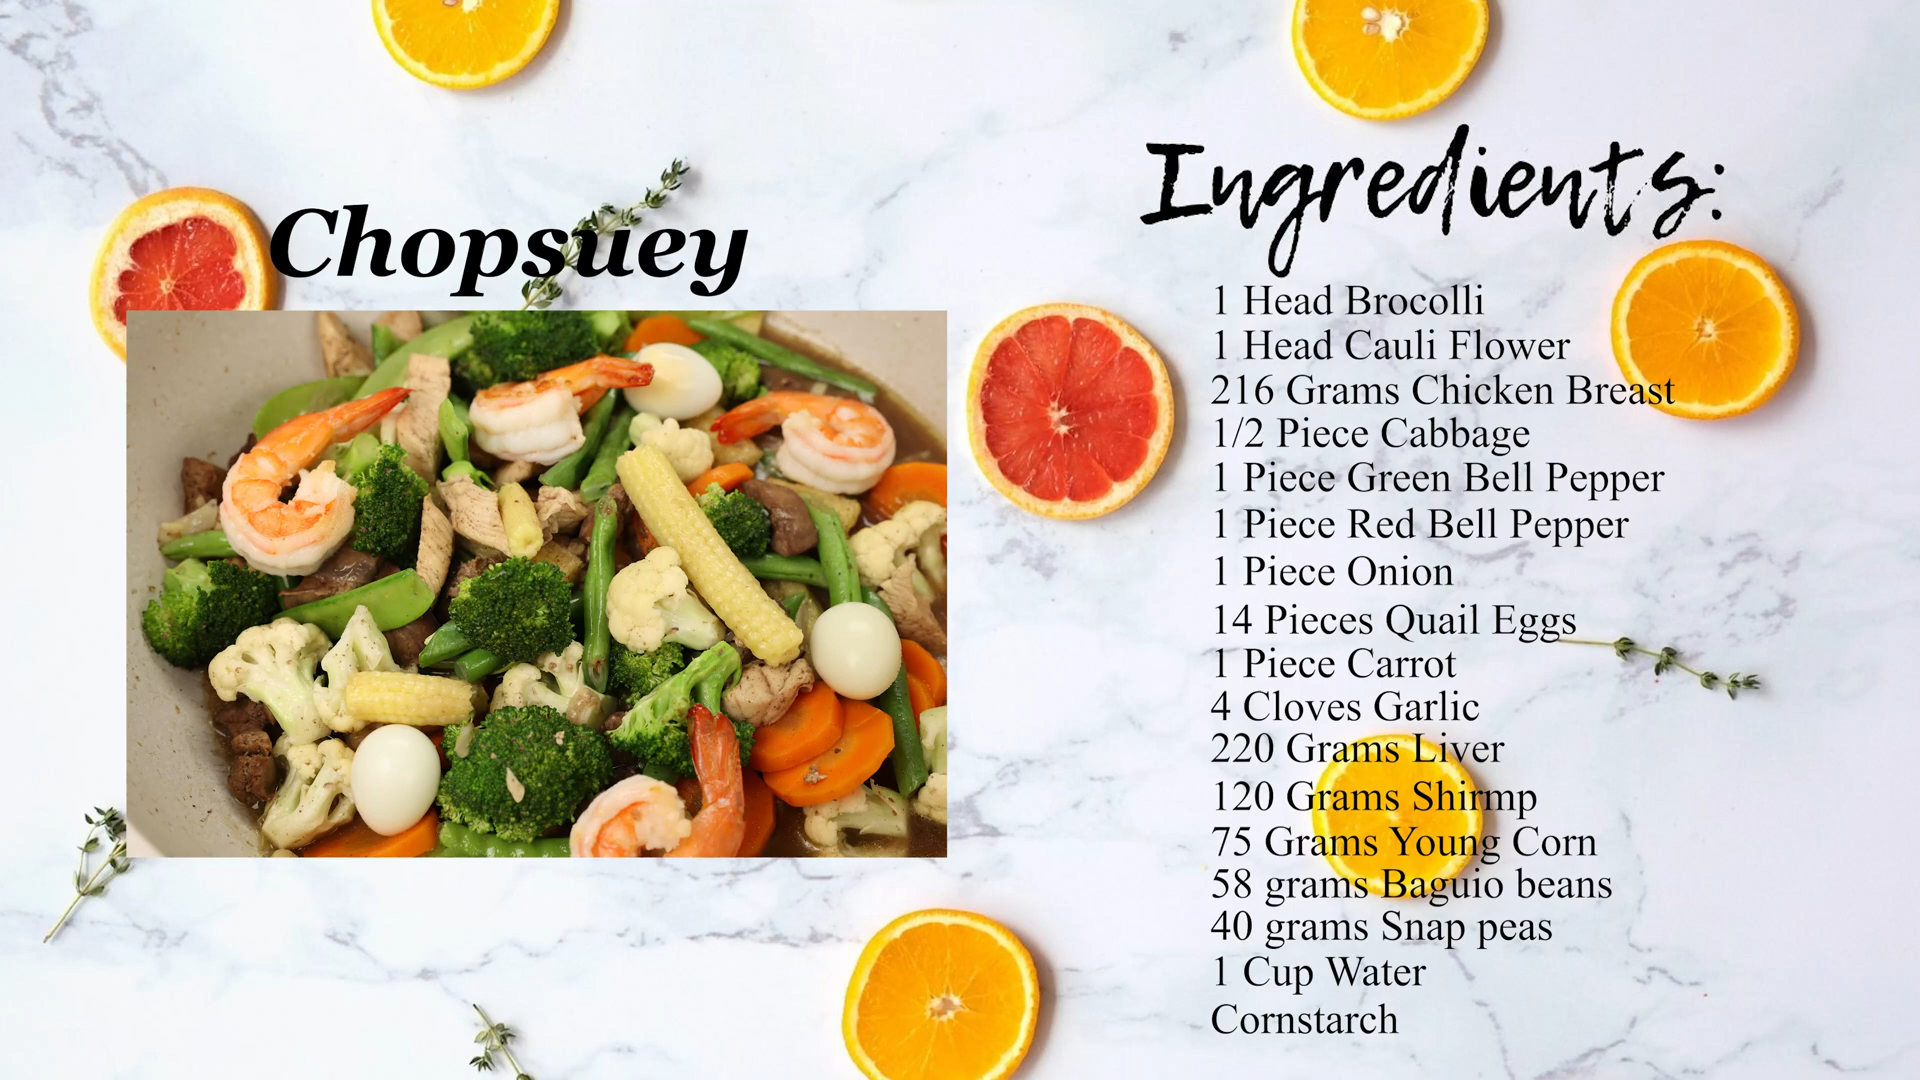 Chopsuey
Ingredients:
1 Head Brocolli
1 Head Cauli Flower
216 Grams Chicken Breast
1/2 Piece Cabbage
1 Piece Green Bell Pepper
1 Piece Red Bell Pepper
1 Piece Onion
14 Pieces Quail Eggs
1 Piece Carrot
4 Cloves Garlic
220 Grams Liver
120 Grams Shirmp
75 Grams Young Corn
58 grams Baguio beans
40 grams Snap peas
1 Cup Water
Cornstarch